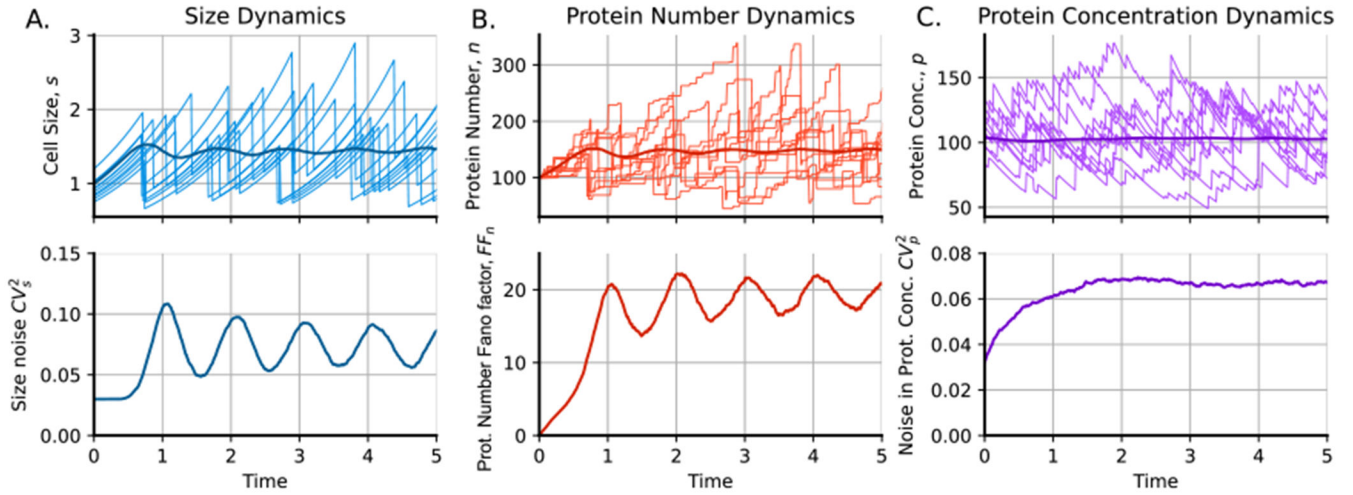 A. Size Dynamics
Cell Size, s
3
2
1
Size noise CV²ₛ
0.15
0.10
0.05
0.00
0 1 2 3 4 5
Time
B. Protein Number Dynamics
Protein Number, n
300
200
100
Prot. Number Fano factor, FFₙ
20
10
0
0 1 2 3 4 5
Time
C. Protein Concentration Dynamics
Protein Conc., p
150
100
50
Noise in Prot. Conc. CV²ₚ
0.08
0.06
0.04
0.02
0.00
0 1 2 3 4 5
Time